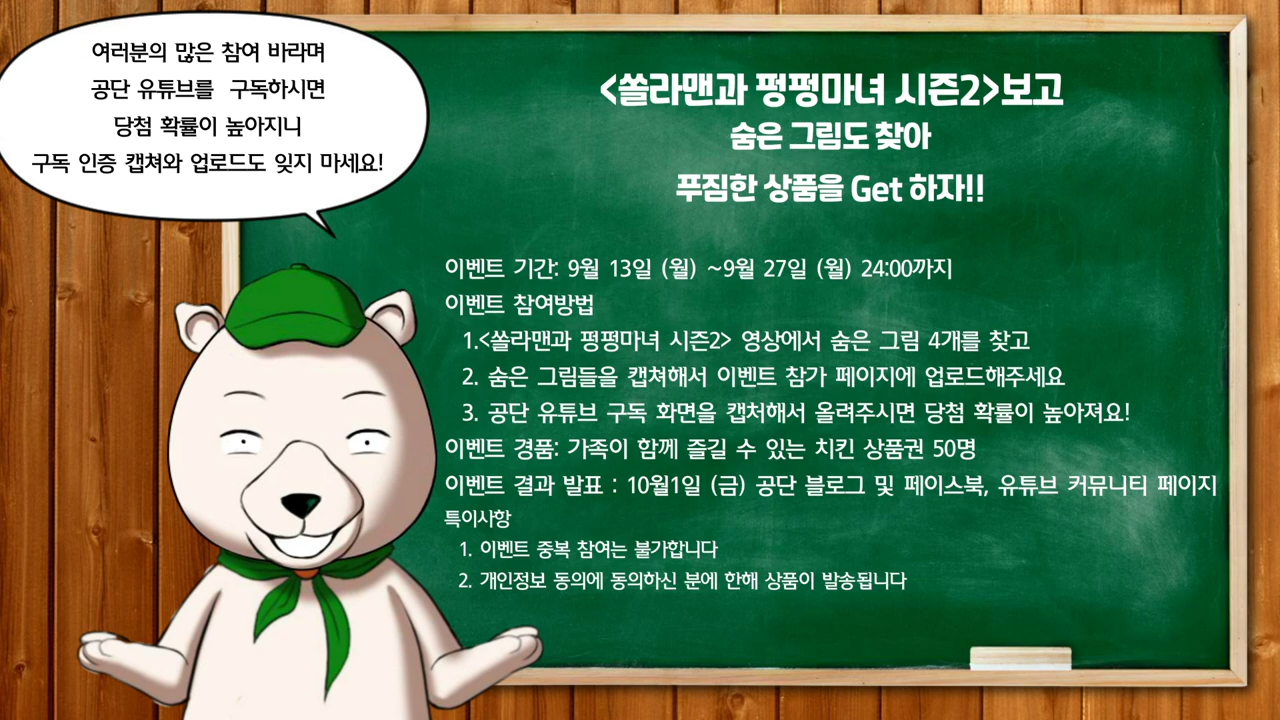 여러분의 많은 참여 바라며
공단 유튜브를 구독하시면
당첨 확률이 높아지니
구독 인증 캡쳐와 업로드도 잊지 마세요!
<쏠라맨과 펑펑마녀 시즌2>보고
숨은 그림도 찾아
푸짐한 상품을 Get 하자!!
이벤트 기간: 9월 13일 (월) ~9월 27일 (월) 24:00까지
이벤트 참여방법
1.<쏠라맨과 펑펑마녀 시즌2> 영상에서 숨은 그림 4개를 찾고
2. 숨은 그림들을 캡쳐해서 이벤트 참가 페이지에 업로드해주세요
3. 공단 유튜브 구독 화면을 캡처해서 올려주시면 당첨 확률이 높아져요!
이벤트 경품: 가족이 함께 즐길 수 있는 치킨 상품권 50명
이벤트 결과 발표 : 10월1일 (금) 공단 블로그 및 페이스북, 유튜브 커뮤니티 페이지
특이사항
1. 이벤트 중복 참여는 불가합니다
2. 개인정보 동의에 동의하신 분에 한해 상품이 발송됩니다